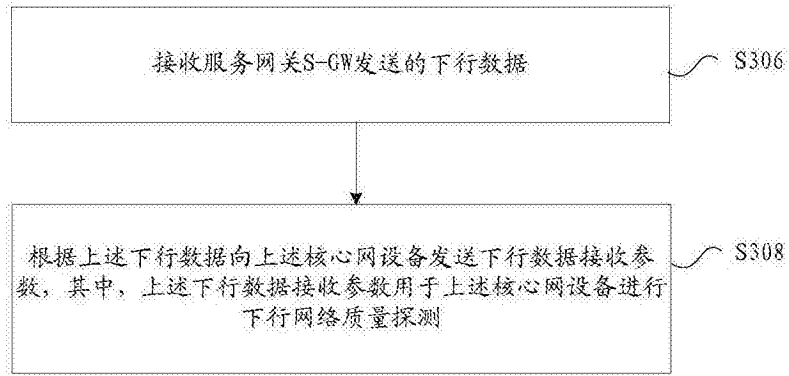 接收服务网关S-GW发送的下行数据
S306
根据上述下行数据向上述核心网设备发送下行数据接收参
数，其中，上述下行数据接收参数用于上述核心网设备进行
下行网络质量探测
S308